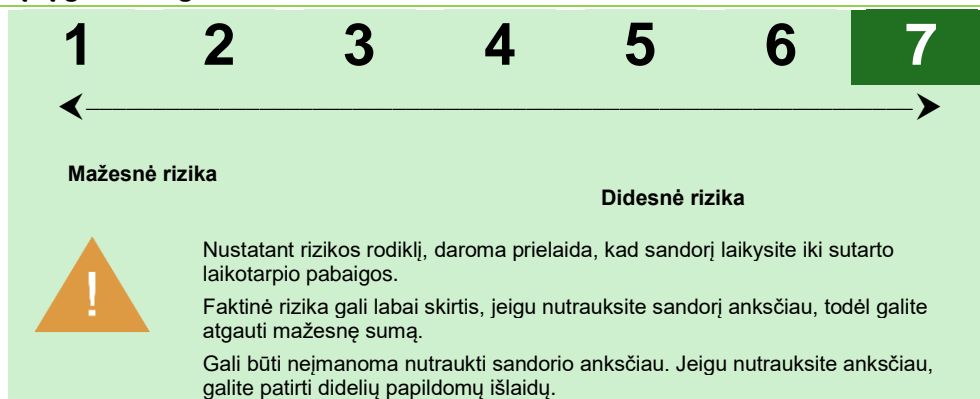 1 2 3 4 5 6 7
Mažesnė rizika
Didesnė rizika
!
Nustatant rizikos rodiklį, daroma prielaida, kad sandorį laikysite iki sutarto
laikotarpio pabaigos.
Faktinė rizika gali labai skirtis, jeigu nutrauksite sandorį anksčiau, todėl galite
atgauti mažesnę sumą.
Gali būti neįmanoma nutraukti sandorio anksčiau. Jeigu nutrauksite anksčiau,
galite patirti didelių papildomų išlaidų.